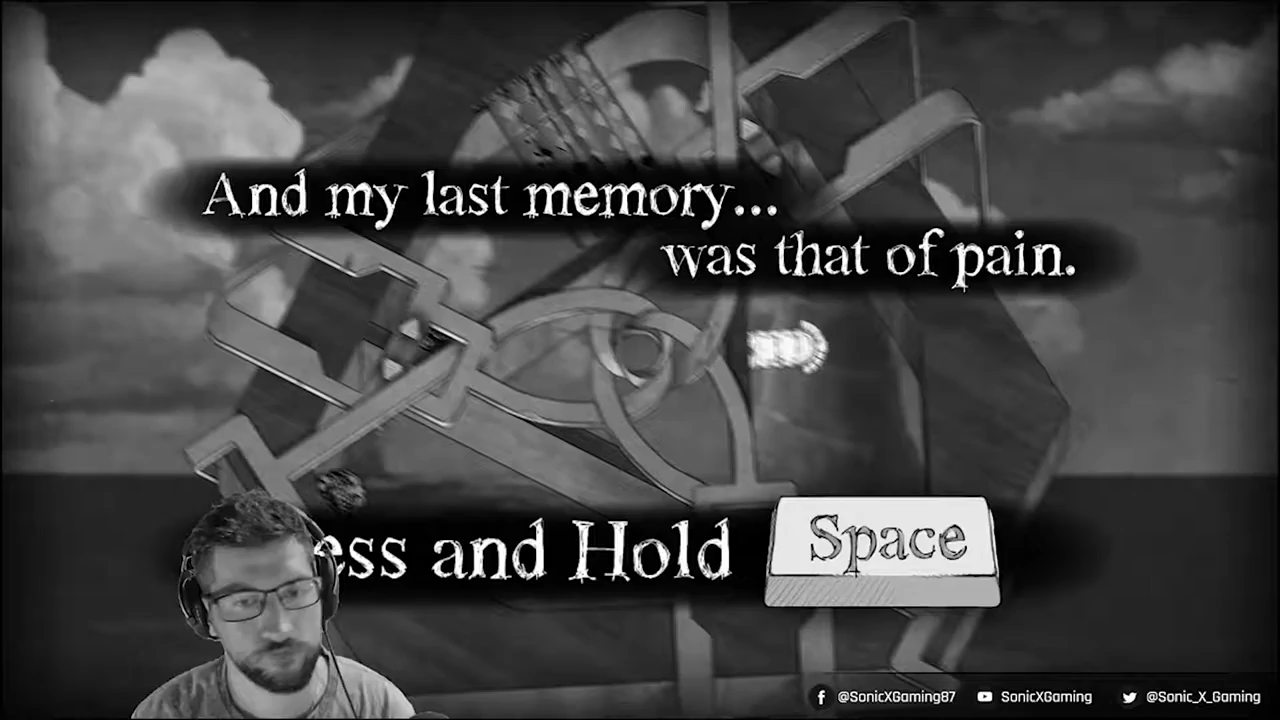 And my last memory...
was that of pain.
ess and Hold Space
@SonicXGaming87 SonicXGaming @Sonic_X_Gaming